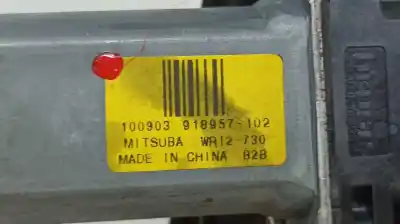 100903 918957-102
MITSUBA WR12-730
MADE IN CHINA B2B